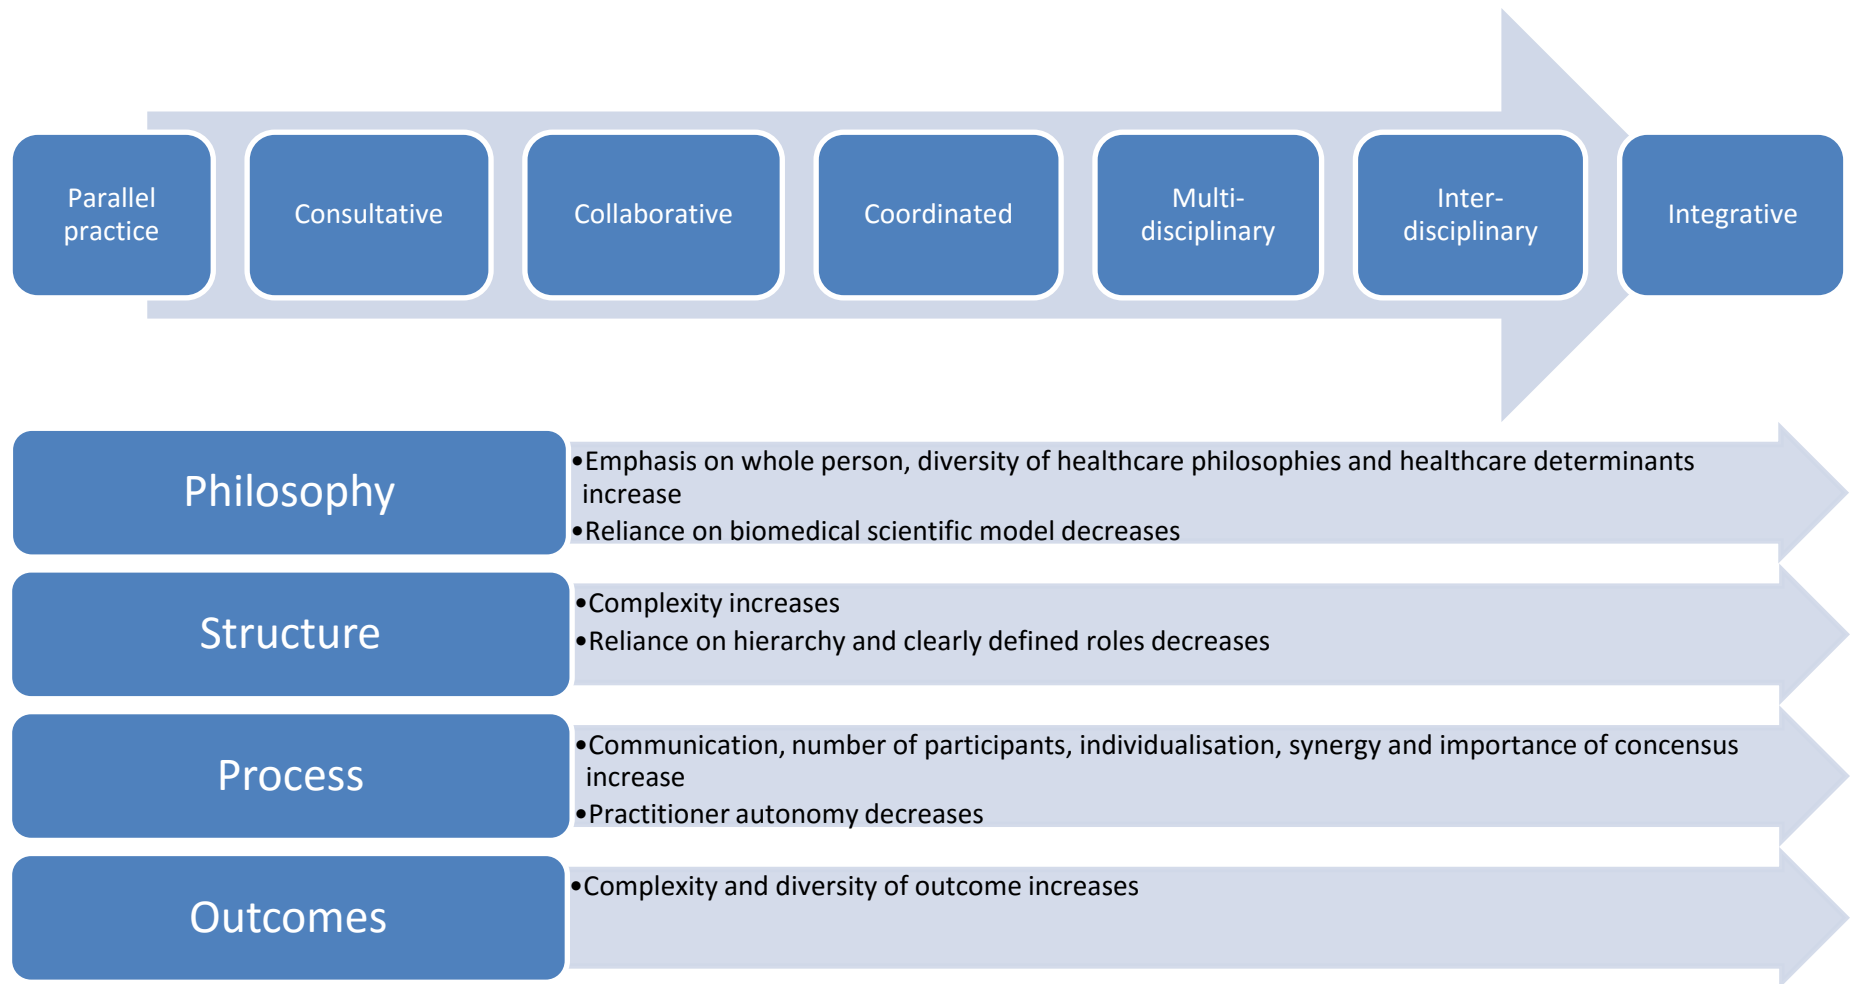 Parallel
practice
Consultative
Collaborative
Coordinated
Multi-
disciplinary
Inter-
disciplinary
Integrative
Philosophy
•Emphasis on whole person, diversity of healthcare philosophies and healthcare determinants
increase
•Reliance on biomedical scientific model decreases
Structure
•Complexity increases
•Reliance on hierarchy and clearly defined roles decreases
Process
•Communication, number of participants, individualisation, synergy and importance of concensus
increase
•Practitioner autonomy decreases
Outcomes
•Complexity and diversity of outcome increases